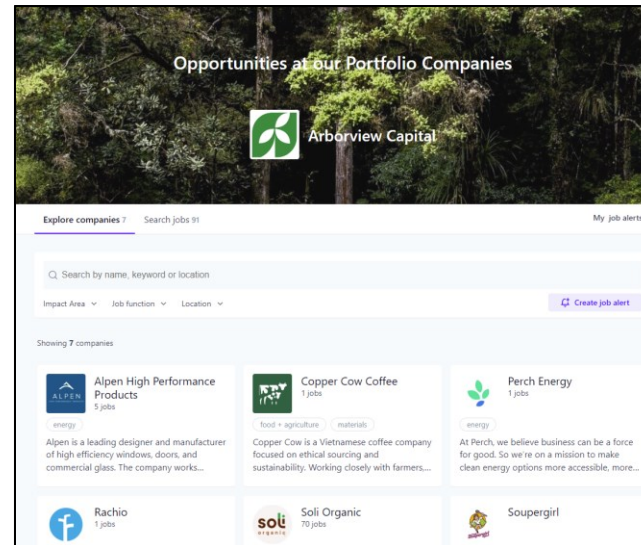 Opportunities at our Portfolio Companies
Arborview Capital
Explore companies 7
Search jobs 91
My job alerts
Search by name, keyword or location
Impact Area
Job function
Location
Create job alert
Showing 7 companies
ALPEN
Alpen High Performance
Products
5 jobs
energy
Alpen is a leading designer and manufacturer
of high efficiency windows, doors, and
commercial glass. The company works...
Copper Cow Coffee
1 jobs
food + agriculture
materials
Copper Cow is a Vietnamese coffee company
focused on ethical sourcing and
sustainability. Working closely with farmers,...
Perch Energy
1 jobs
energy
At Perch, we believe business can be a force
for good. So we're on a mission to make
clean energy options more accessible, more...
Rachio
1 jobs
soli
organic
Soli Organic
70 jobs
soupergirl
Soupergirl